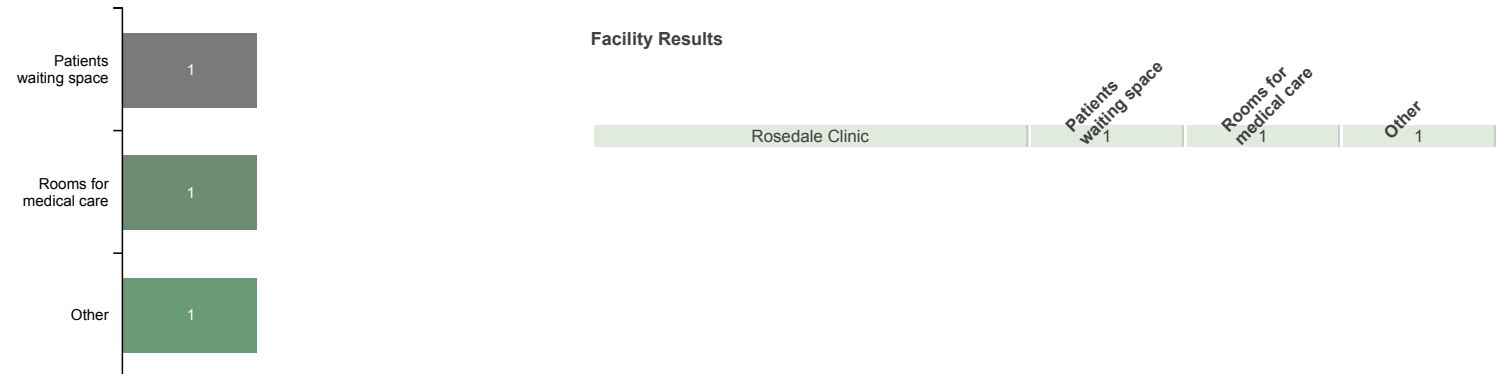 Patients
waiting space
1
Rooms for
medical care
1
Other
1
Facility Results
Patients
waiting space
Rooms for
medical care
Other
Rosedale Clinic 1 1 1